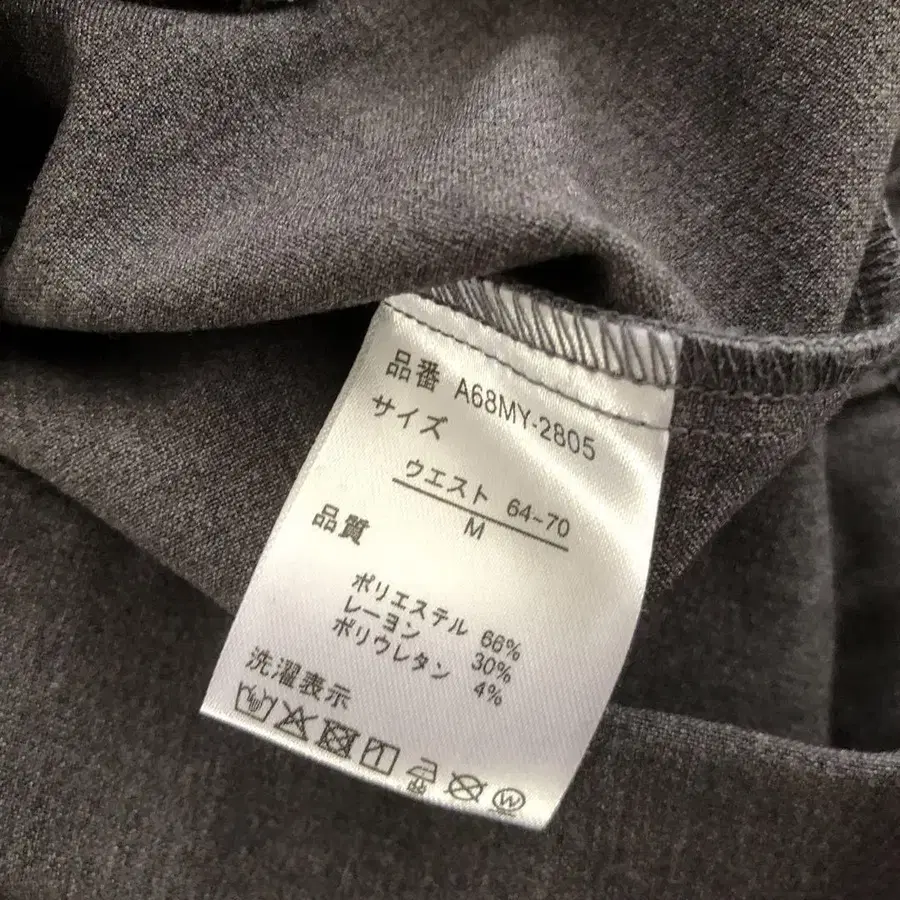 品番 A68MY-2805
サイズ
ウエスト 64-70
M
品質
ポリエステル 66%
レーヨン 30%
ポリウレタン 4%
洗濯表示
W